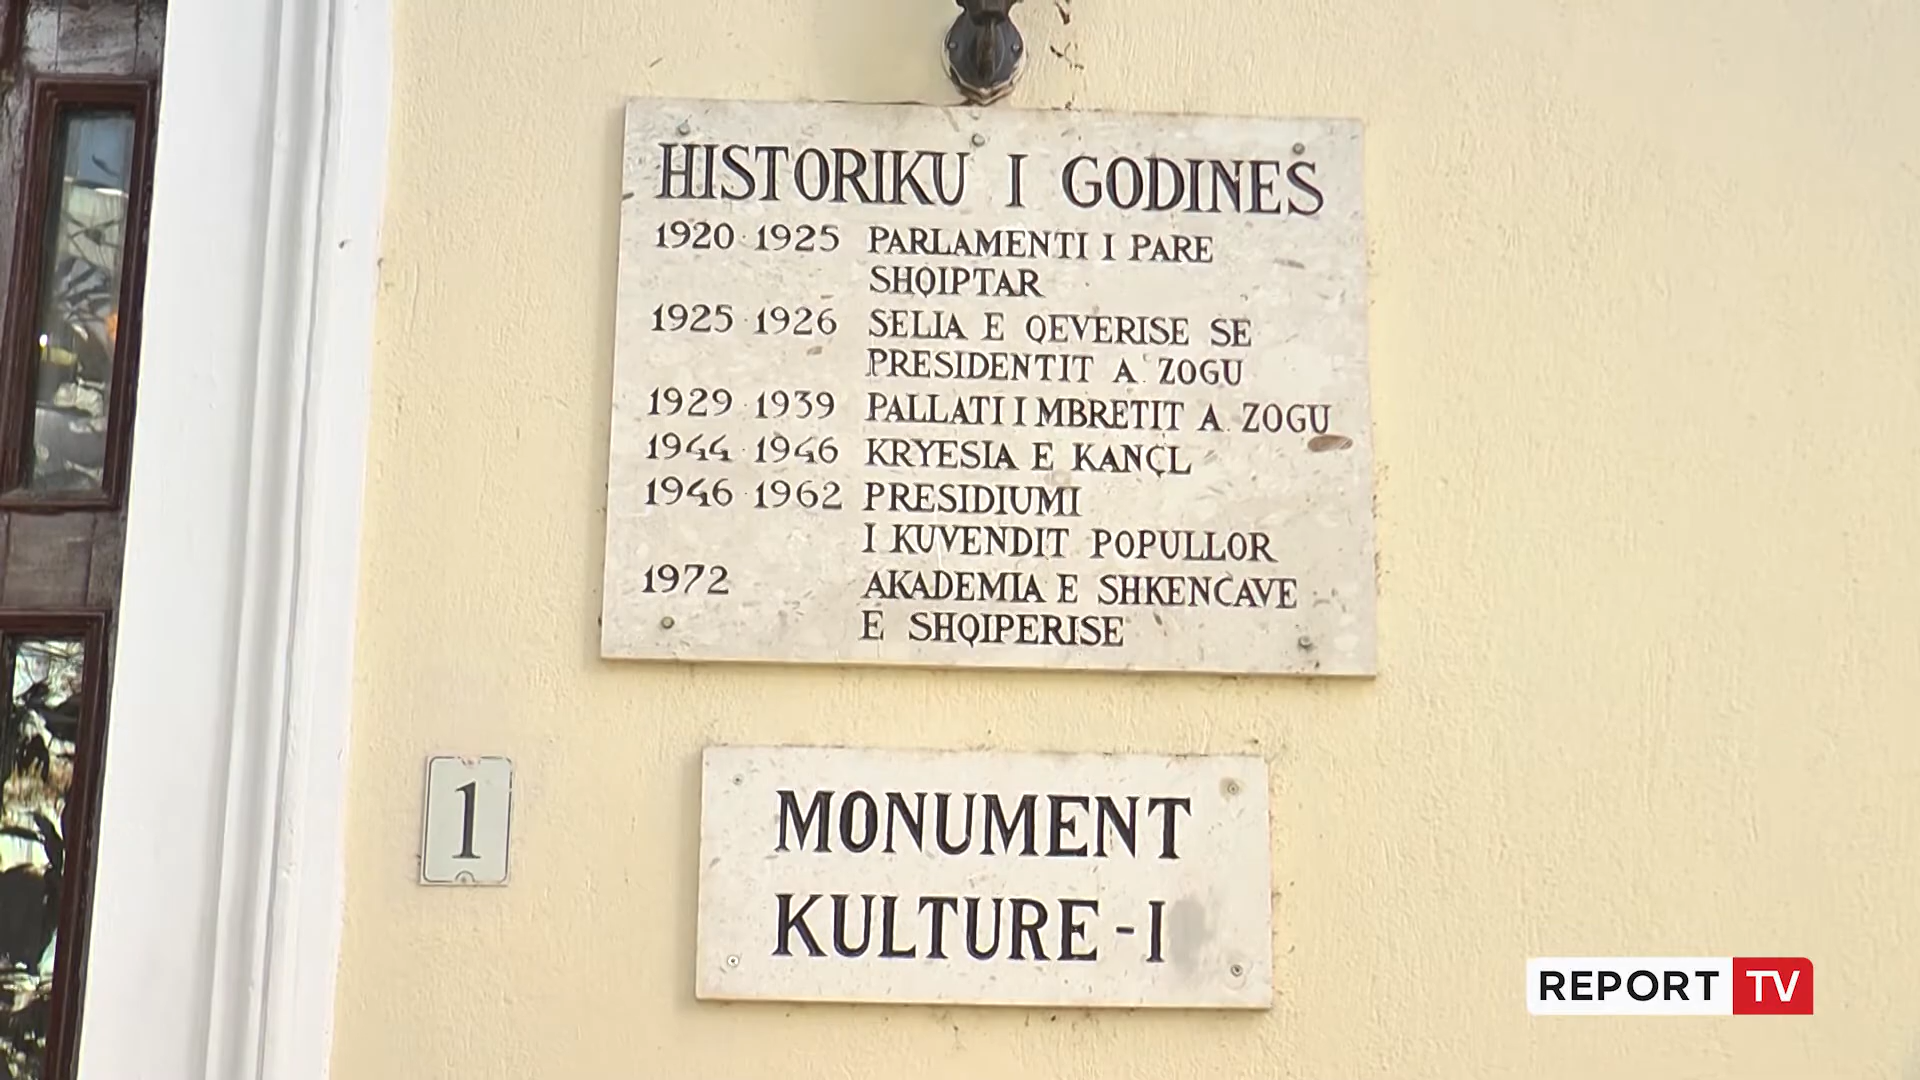 HISTORIKU I GODINES
1920-1925 PARLAMENTI I PARE
SHQIPTAR
1925-1926 SELIA E QEVERISE SE
PRESIDENTIT A. ZOGU
1929-1939 PALLATI I MBRETIT A. ZOGU
1944-1946 KRYESIA E KANÇL
1946-1962 PRESIDIUMI
I KUVENDIT POPULLOR
1972 AKADEMIA E SHKENCAVE
E SHQIPERISE
1
MONUMENT
KULTURE-I
REPORT TV